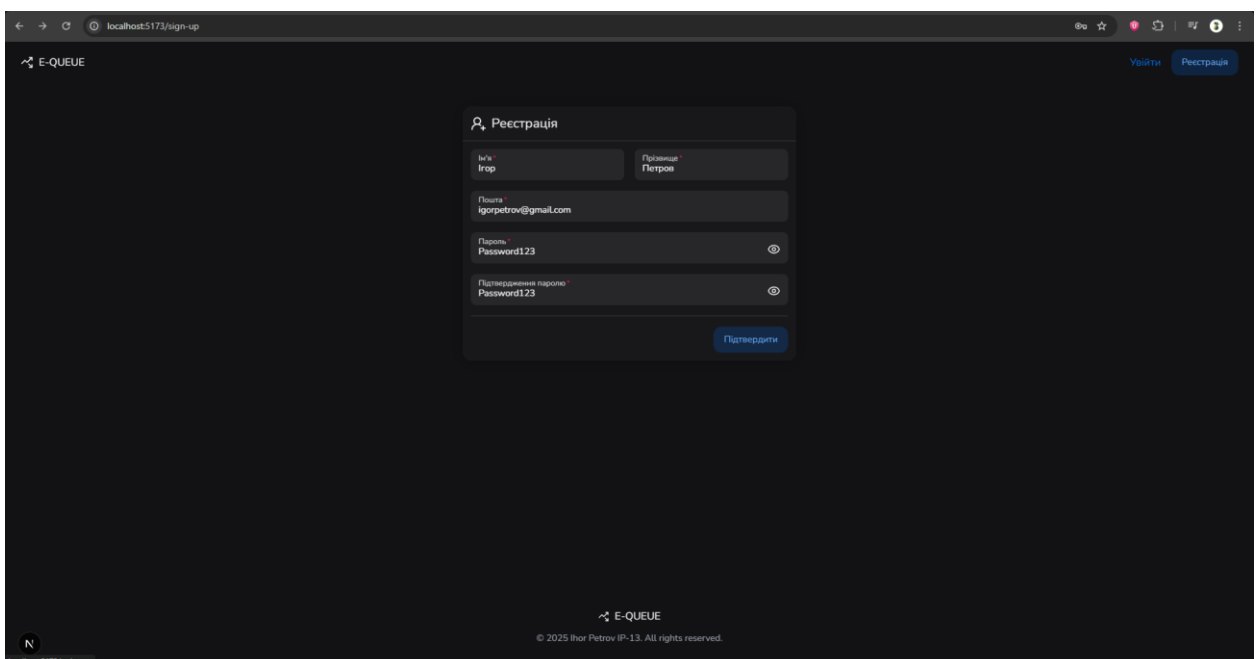 localhost:5173/sign-up
E-QUEUE
Увійти Реєстрація
Реєстрація
Ім'я * Прізвище *
Ігор Петров
Пошта *
igorpetrov@gmail.com
Пароль *
Password123
Підтвердження паролю *
Password123
Підтвердити
E-QUEUE
© 2025 Ihor Petrov IP-13. All rights reserved.
N